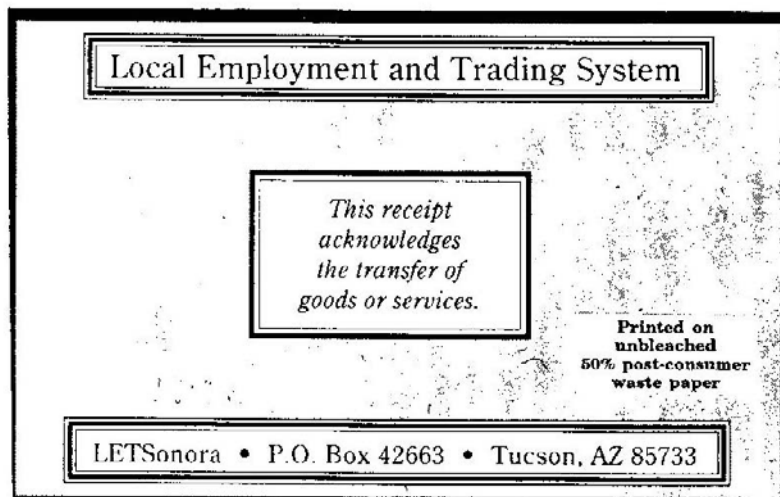 Local Employment and Trading System
This receipt
acknowledges
the transfer of
goods or services.
Printed on
unbleached
50% post-consumer
waste paper
LETSonora • P.O. Box 42663 • Tucson, AZ 85733